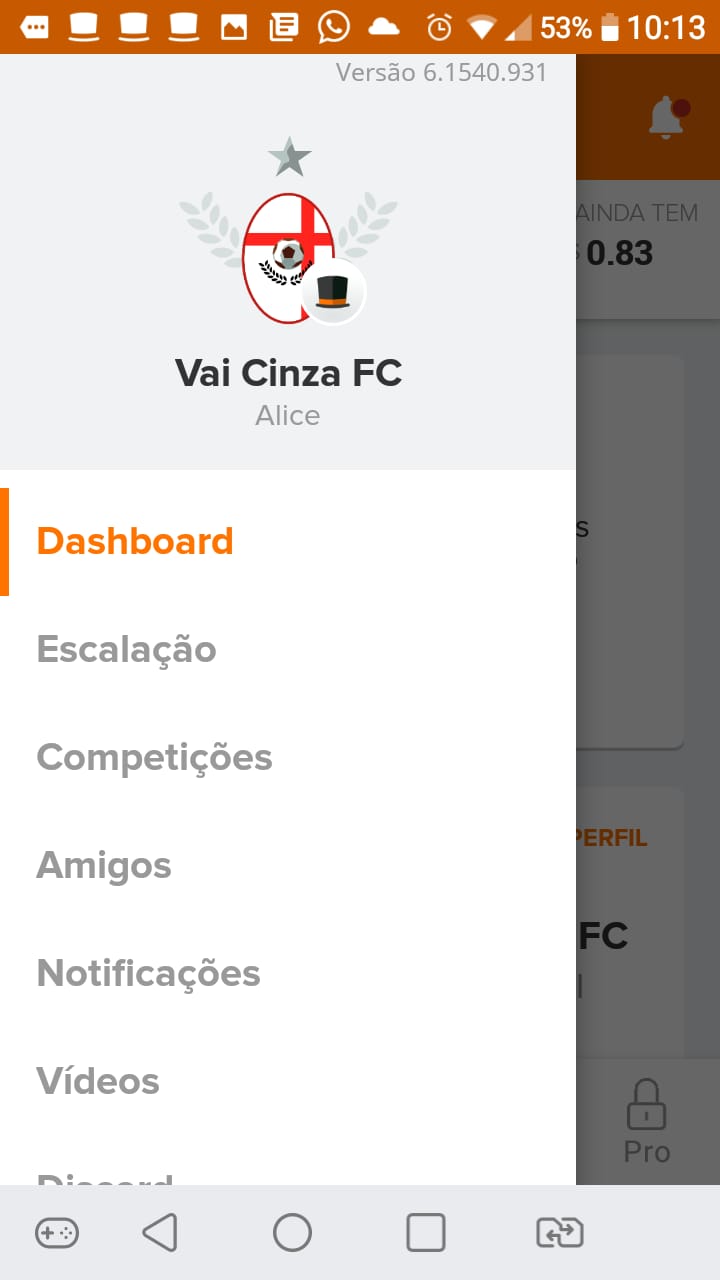 53% 10:13
Versão 6.1540.931
AINDA TEM
0.83
Vai Cinza FC
Alice
Dashboard
Escalação
Competições
Amigos
PERFIL
FC
Notificações
Vídeos
Discord
Pro